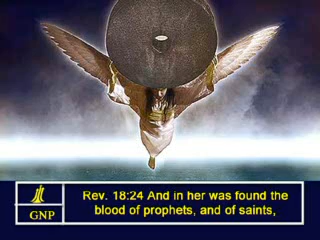 Rev. 18:24 And in her was found the
blood of prophets, and of saints,
GNP